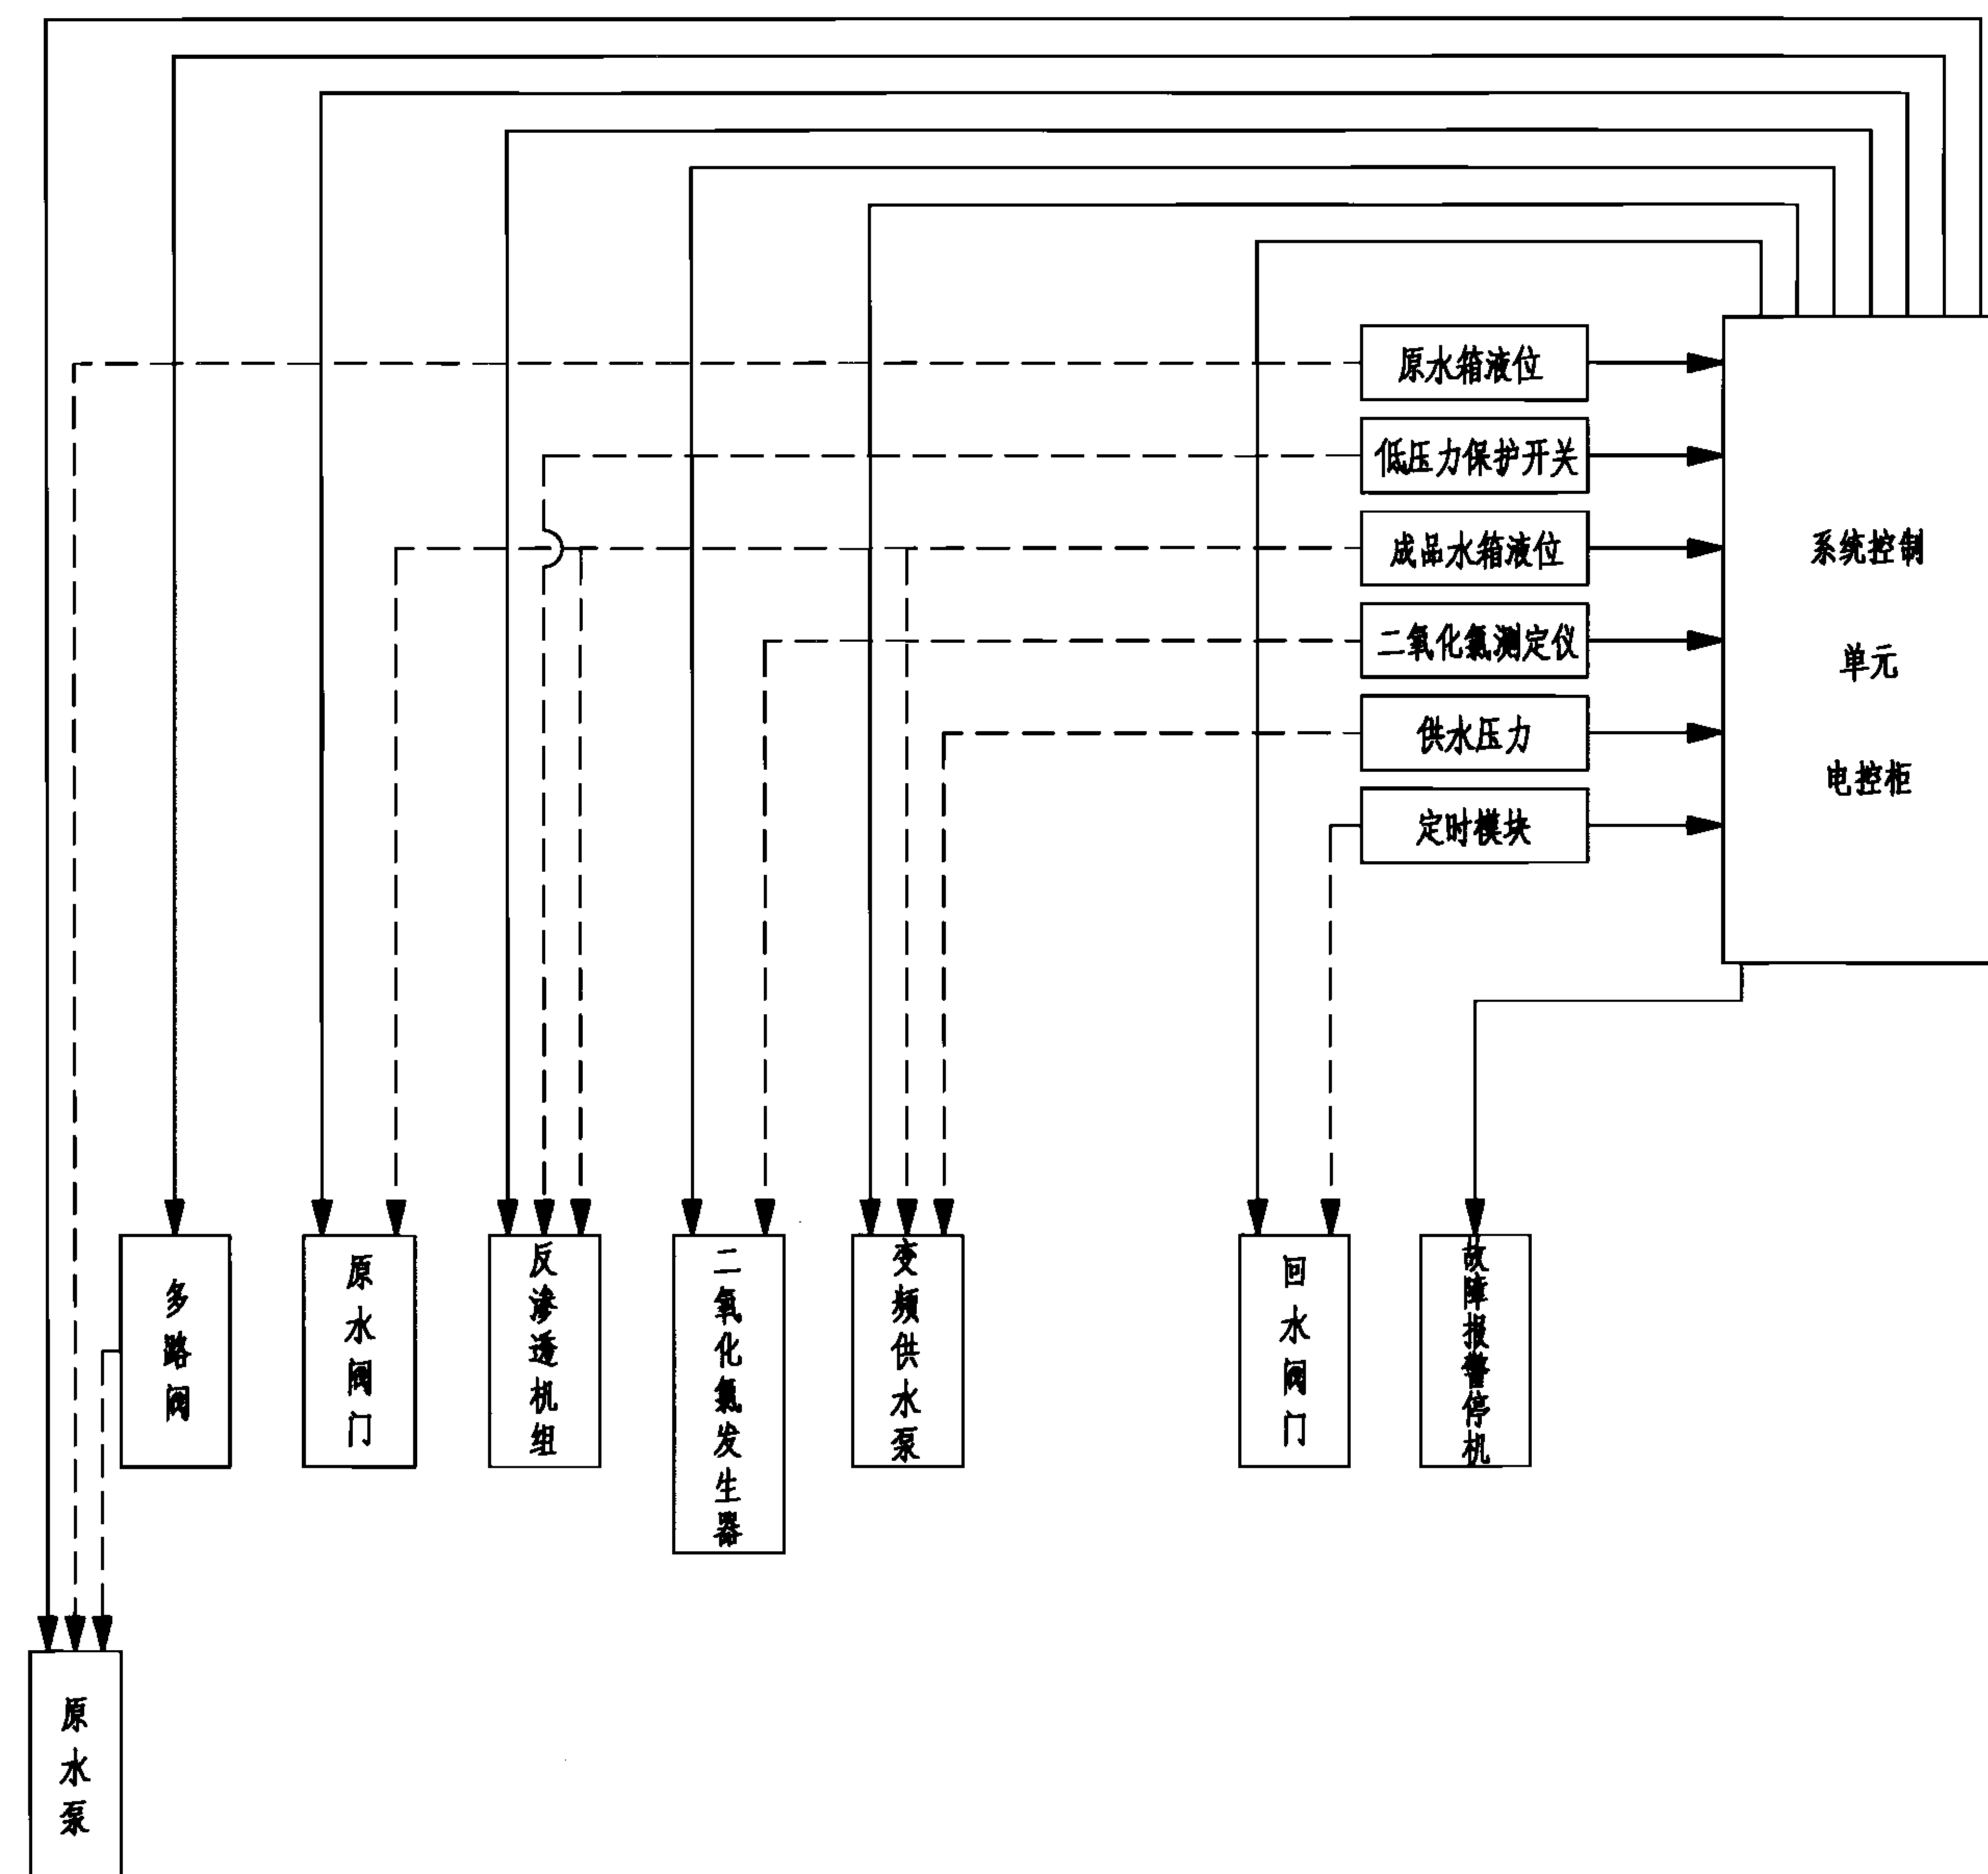 原水箱液位
低压力保护开关
成品水箱液位
二氧化氯测定仪
供水压力
定时模块
系统控制
单元
电控柜
多路阀
原水阀门
反渗透机组
二氧化氯发生器
变频供水泵
回水阀门
故障报警停机
原水泵